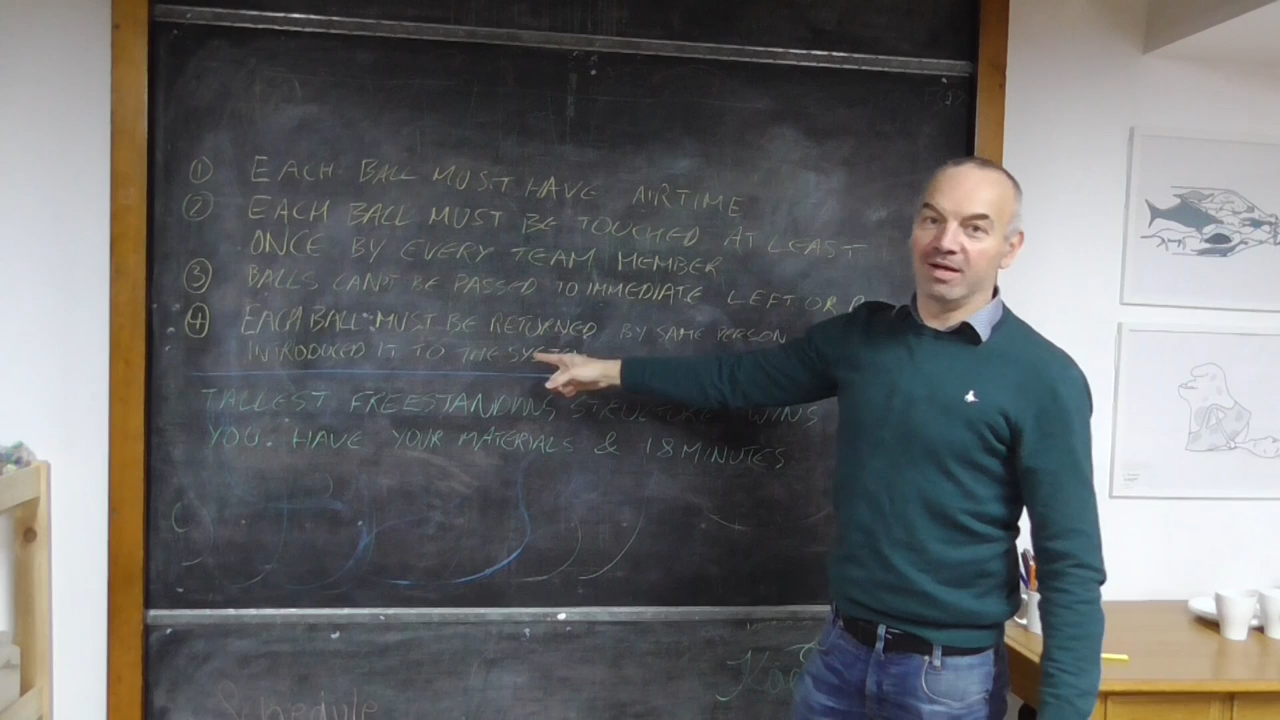 ① EACH BALL MUST HAVE AIRTIME
② EACH BALL MUST BE TOUCHED AT LEAST
ONCE BY EVERY TEAM MEMBER
③ BALLS CAN'T BE PASSED TO IMMEDIATE LEFT OR R
④ EACH BALL MUST BE RETURNED BY SAME PERSON
INTRODUCED IT TO THE SYSTEM
TALLEST FREESTANDING STRUCTURE WINS
YOU HAVE YOUR MATERIALS & 18 MINUTES
Schedule